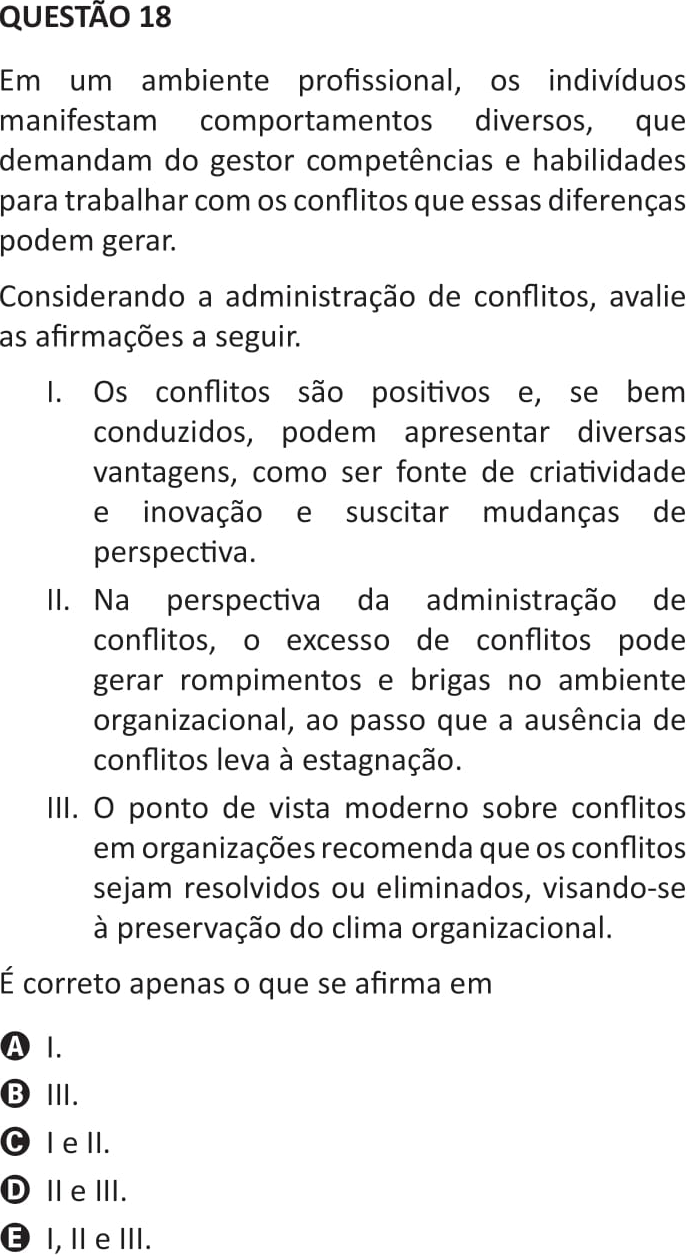 QUESTÃO 18
Em um ambiente profissional, os indivíduos
manifestam comportamentos diversos, que
demandam do gestor competências e habilidades
para trabalhar com os conflitos que essas diferenças
podem gerar.
Considerando a administração de conflitos, avalie
as afirmações a seguir.
I. Os conflitos são positivos e, se bem
conduzidos, podem apresentar diversas
vantagens, como ser fonte de criatividade
e inovação e suscitar mudanças de
perspectiva.
II. Na perspectiva da administração de
conflitos, o excesso de conflitos pode
gerar rompimentos e brigas no ambiente
organizacional, ao passo que a ausência de
conflitos leva à estagnação.
III. O ponto de vista moderno sobre conflitos
em organizações recomenda que os conflitos
sejam resolvidos ou eliminados, visando-se
à preservação do clima organizacional.
É correto apenas o que se afirma em
A I.
B III.
C I e II.
D II e III.
E I, II e III.